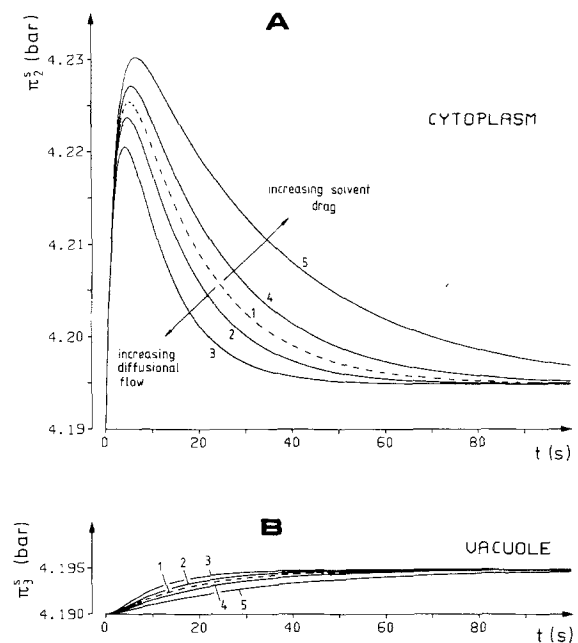 A
π₂ˢ (bar)
4.23
4.22
4.21
4.20
4.19
CYTOPLASM
increasing solvent
drag
5
4
1
2
3
increasing
diffusional
flow
0
20
40
60
80
t (s)
B
π₃ˢ (bar)
4.195
4.190
VACUOLE
1
2
3
4
5
0
20
40
60
80
t (s)